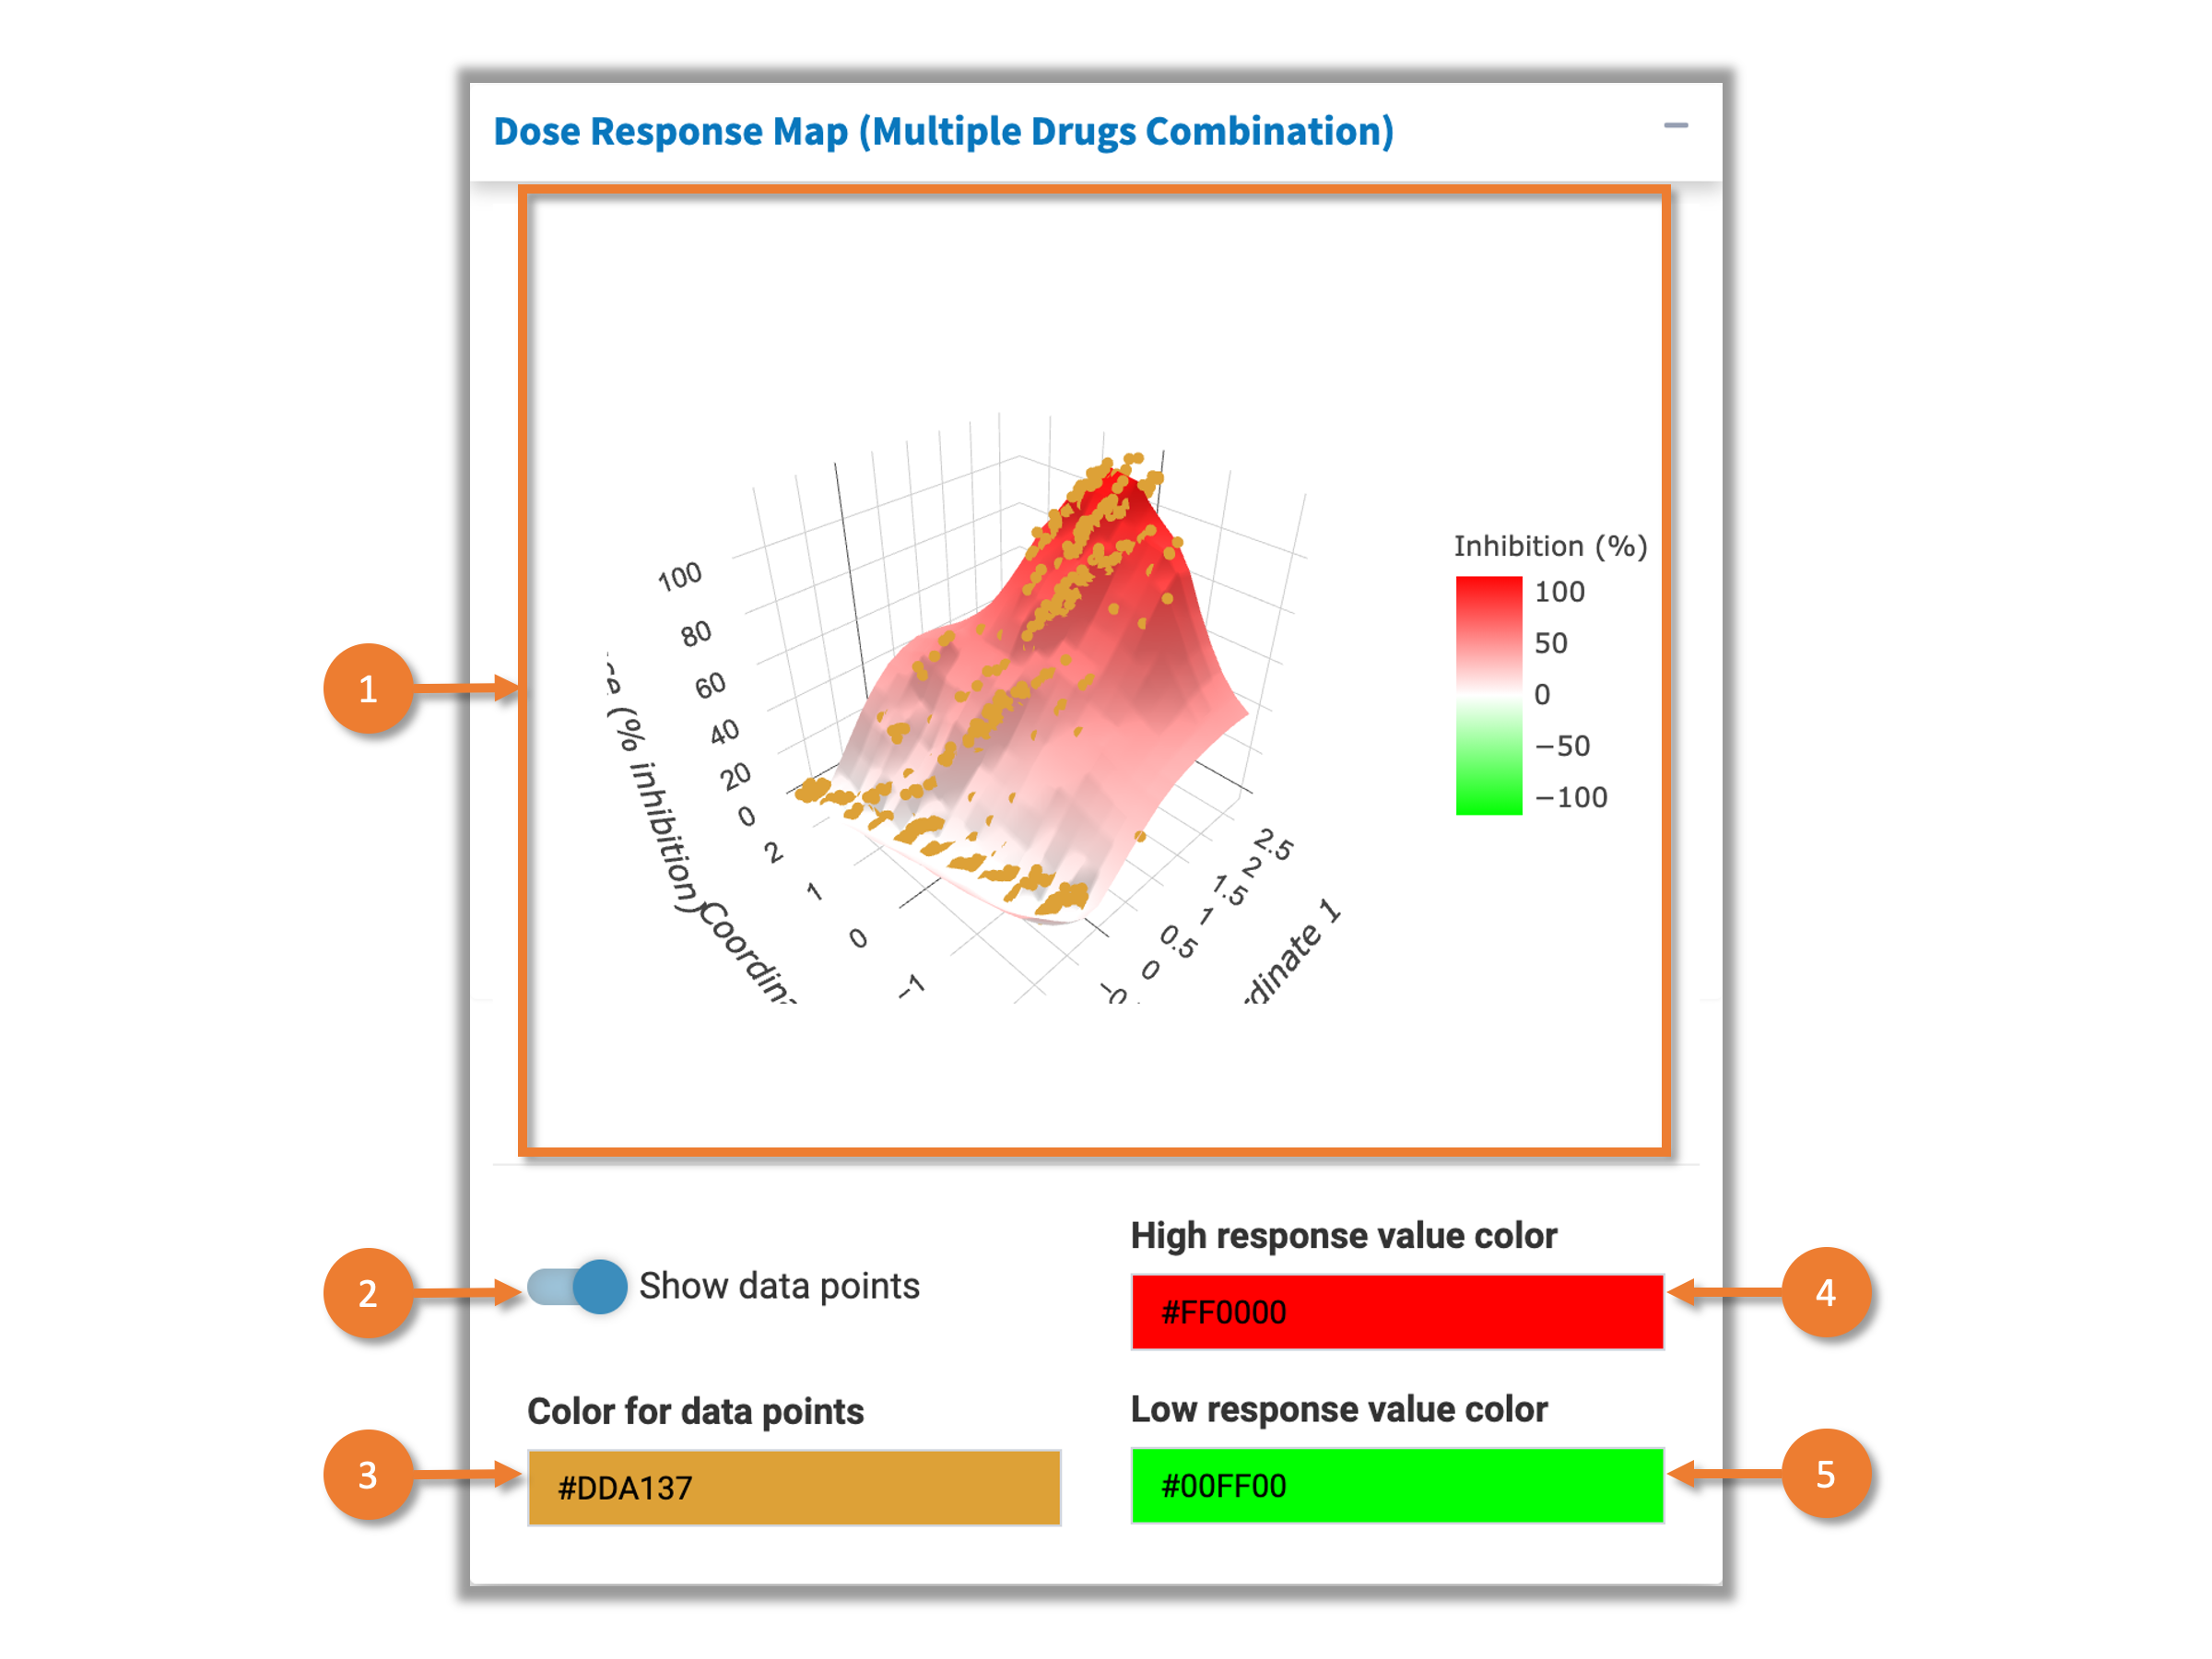 Dose Response Map (Multiple Drugs Combination)
100
80
60
40
20
0
(% inhibition)
2
1
0
−1
2.5
2
1.5
1
0.5
0
1
Inhibition (%)
100
50
0
−50
−100
1
2
Show data points
3
Color for data points
#DDA137
High response value color
#FF0000
4
Low response value color
#00FF00
5